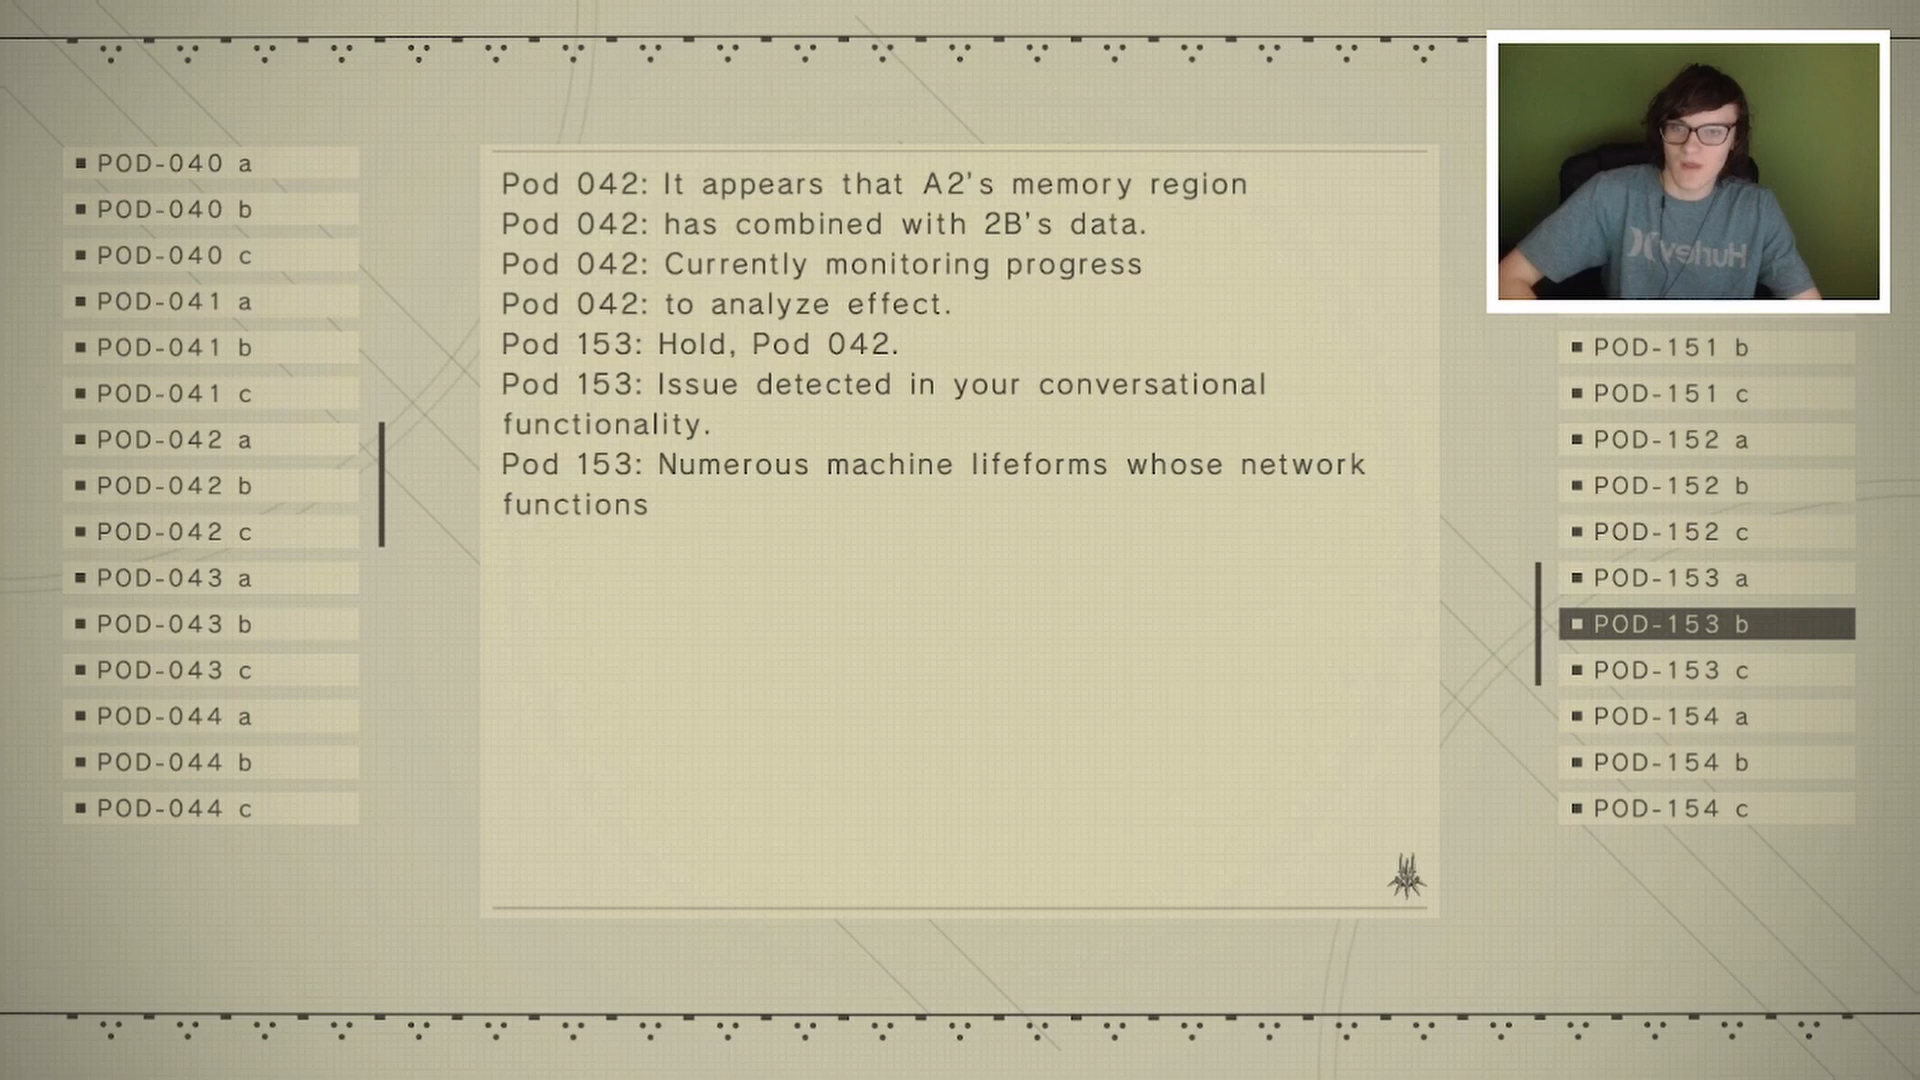 POD-040 a
POD-040 b
POD-040 c
POD-041 a
POD-041 b
POD-041 c
POD-042 a
POD-042 b
POD-042 c
POD-043 a
POD-043 b
POD-043 c
POD-044 a
POD-044 b
POD-044 c
Pod 042: It appears that A2's memory region
Pod 042: has combined with 2B's data.
Pod 042: Currently monitoring progress
Pod 042: to analyze effect.
Pod 153: Hold, Pod 042.
Pod 153: Issue detected in your conversational
functionality.
Pod 153: Numerous machine lifeforms whose network
functions
Hurley
POD-151 b
POD-151 c
POD-152 a
POD-152 b
POD-152 c
POD-153 a
POD-153 b
POD-153 c
POD-154 a
POD-154 b
POD-154 c